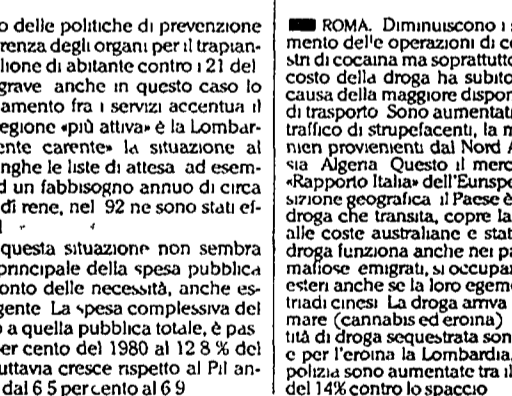 o delle politiche di prevenzione
renza degli organi per il trapian-
lione di abitante contro i 21 del
grave anche in questo caso lo
amento fra i servizi accentua il
egione «più attiva» è la Lombar-
ente carente» la situazione al
nghe le liste di attesa ad esem-
d un fabbisogno annuo di circa
di rene, nel 92 ne sono stati ef-
questa situazione non sembra
principale della spesa pubblica
onto delle necessità, anche es-
gente La spesa complessiva del
o a quella pubblica totale, è pas
er cento del 1980 al 12 8 % del
uttavia cresce rispetto al Pil an-
dal 6 5 per cento al 6 9
ROMA. Diminuiscono i
mento delle operazioni di co
stri di cocaina ma soprattutto
costo della droga ha subito
causa della maggiore dispor
di trasporto Sono aumentati
traffico di strupefacenti, la m
nien provenienti dal Nord A
sia Algeria Questo il merc
«Rapporto Italia» dell'Eurispe
sizione geografica il Paese è
droga che transita, copre la
alle coste australiane e stat
droga funziona anche nei pa
mafiose emigrati, si occupar
esteri anche se la loro egem
triadi cinesi La droga arriva
mare (cannabis ed eroina)
tità di droga sequestrata son
e per l'eroina la Lombardia,
polizia sono aumentate tra il
del 14% contro lo spaccio